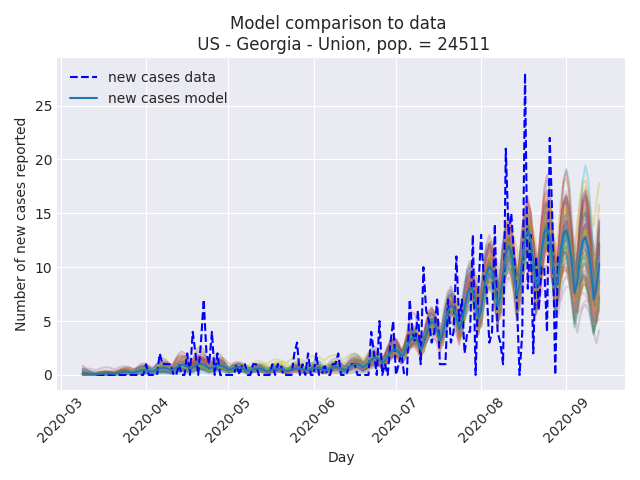 Model comparison to data
US - Georgia - Union, pop. = 24511
new cases data
new cases model
Number of new cases reported
25
20
15
10
5
0
2020-03
2020-04
2020-05
2020-06
2020-07
2020-08
2020-09
Day